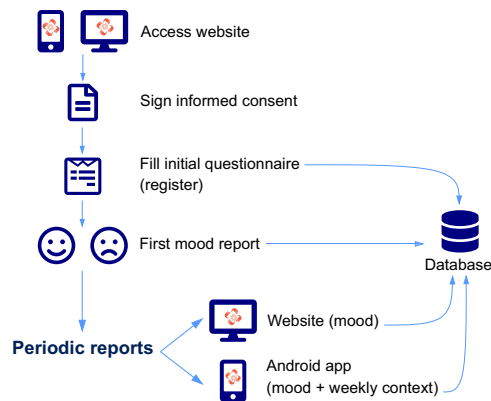 Access website
Sign informed consent
Fill initial questionnaire
(register)
First mood report
Database
Website (mood)
Periodic reports
Android app
(mood + weekly context)